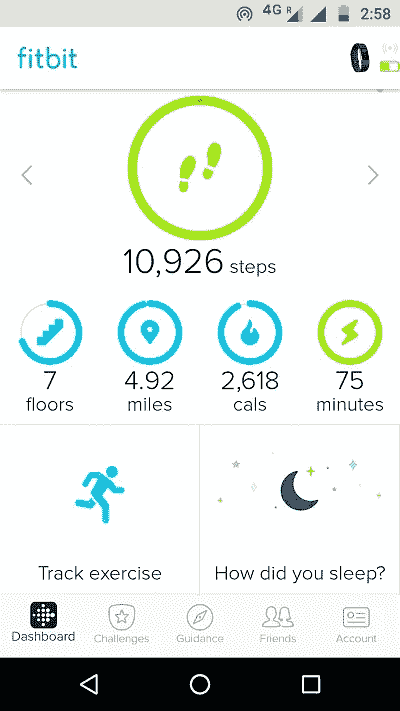 4G R 2:58
fitbit
10,926 steps
7 4.92 2,618 75
floors miles cals minutes
Track exercise How did you sleep?
Dashboard Challenges Guidance Friends Account